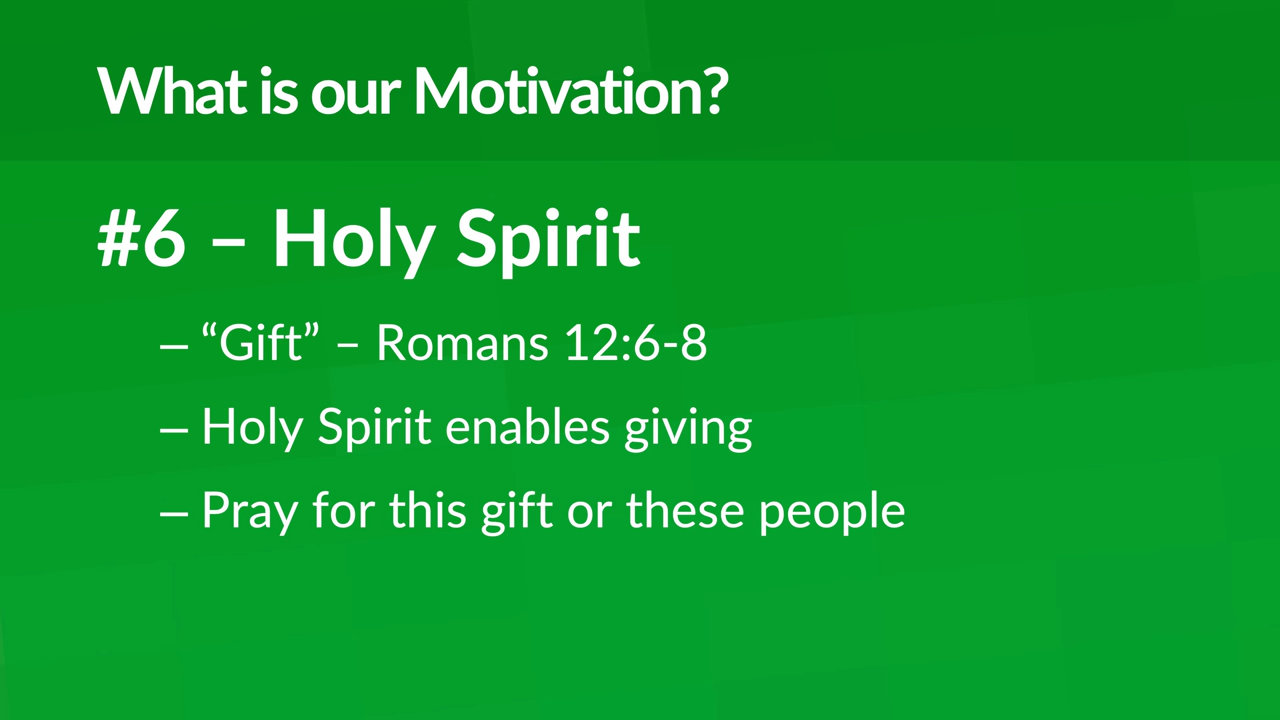 What is our Motivation?
#6 – Holy Spirit
– “Gift” – Romans 12:6-8
– Holy Spirit enables giving
– Pray for this gift or these people